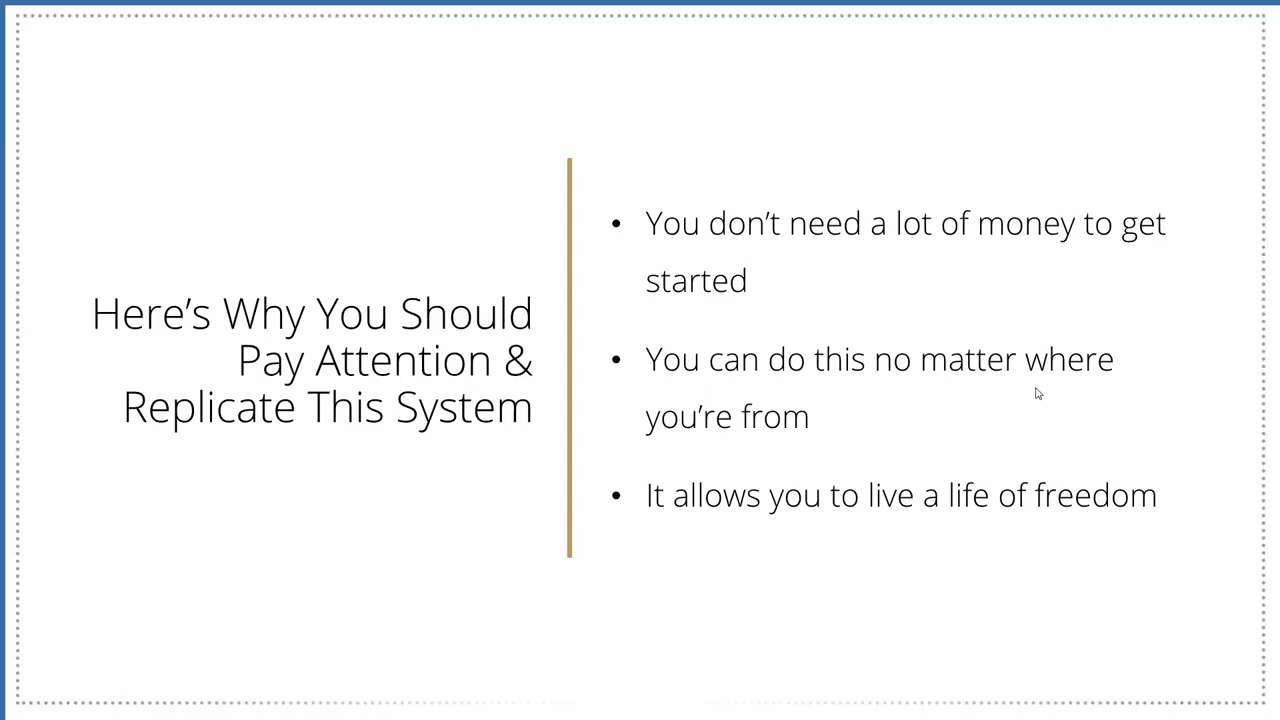 Here’s Why You Should
Pay Attention &
Replicate This System
• You don’t need a lot of money to get
started
• You can do this no matter where
you’re from
• It allows you to live a life of freedom